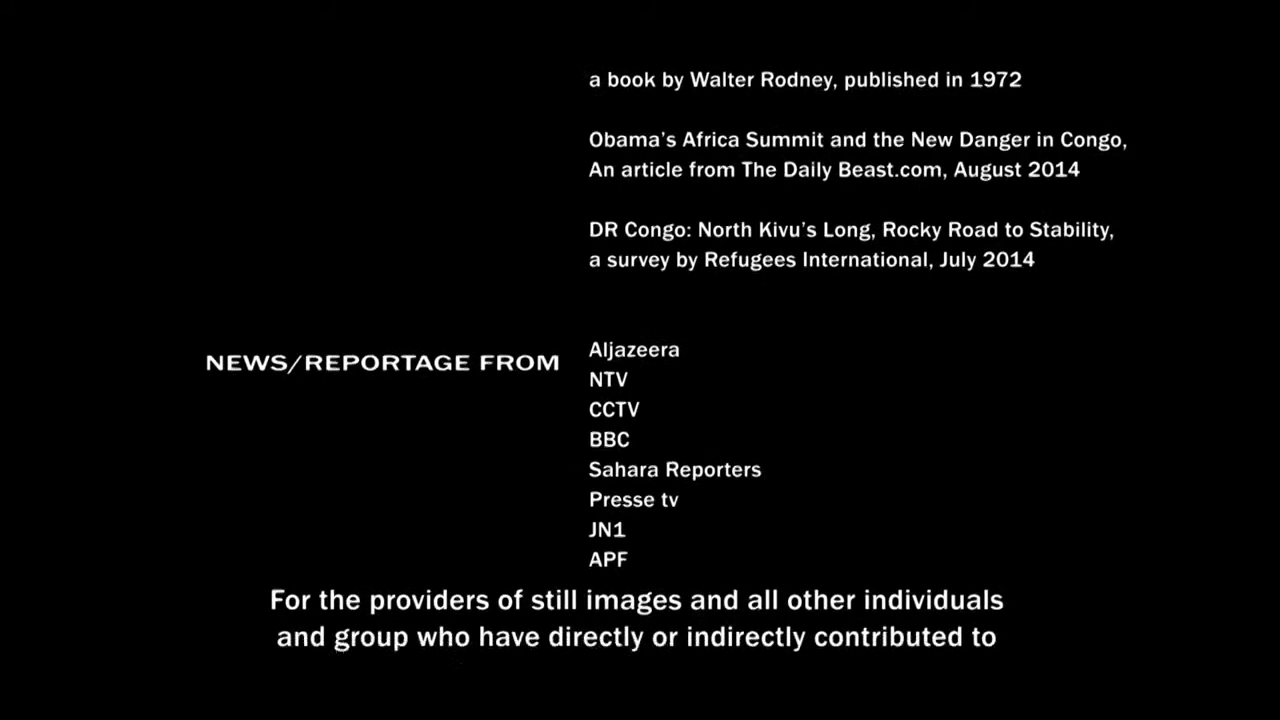 a book by Walter Rodney, published in 1972
Obama's Africa Summit and the New Danger in Congo,
An article from The Daily Beast.com, August 2014
DR Congo: North Kivu's Long, Rocky Road to Stability,
a survey by Refugees International, July 2014
NEWS/REPORTAGE FROM
Aljazeera
NTV
CCTV
BBC
Sahara Reporters
Presse tv
JN1
APF
For the providers of still images and all other individuals
and group who have directly or indirectly contributed to